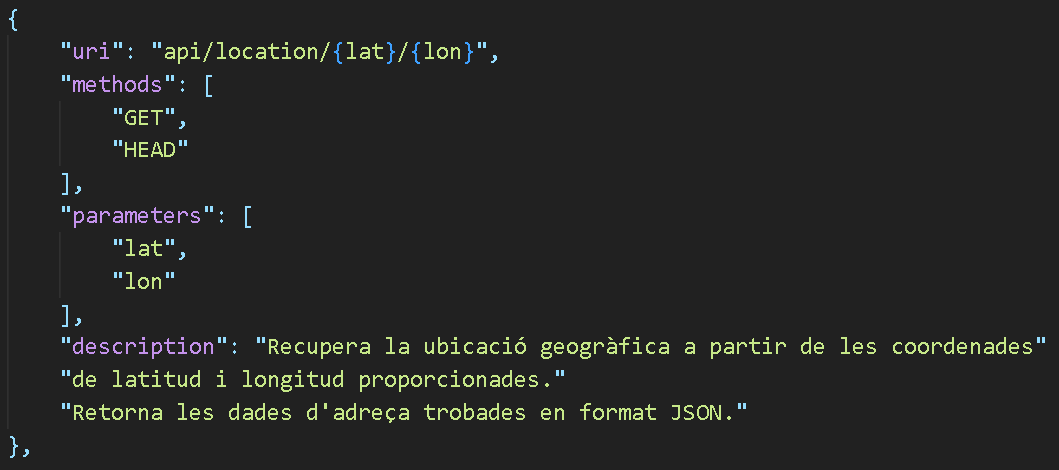 {
    "uri": "api/location/{lat}/{lon}",
    "methods": [
        "GET",
        "HEAD"
    ],
    "parameters": [
        "lat",
        "lon"
    ],
    "description": "Recupera la ubicació geogràfica a partir de les coordenades"
    "de latitud i longitud proporcionades."
    "Retorna les dades d'adreça trobades en format JSON."
},